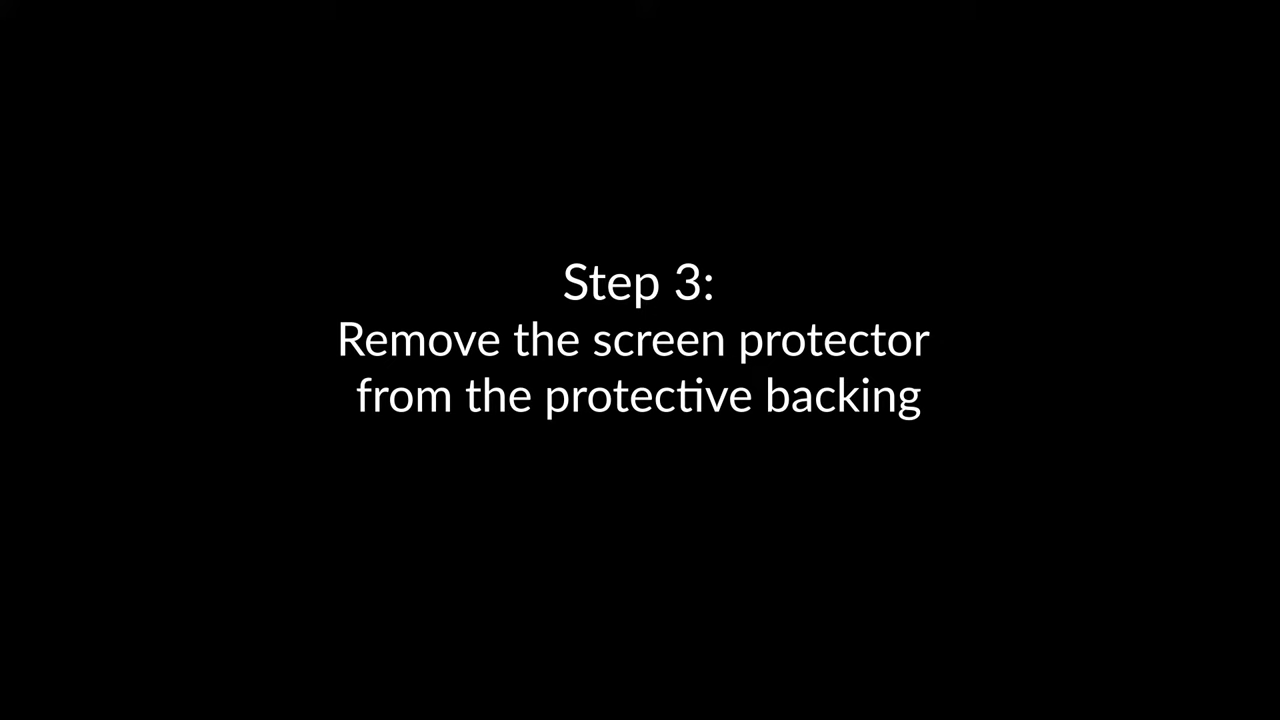 Step 3:
Remove the screen protector
from the protective backing